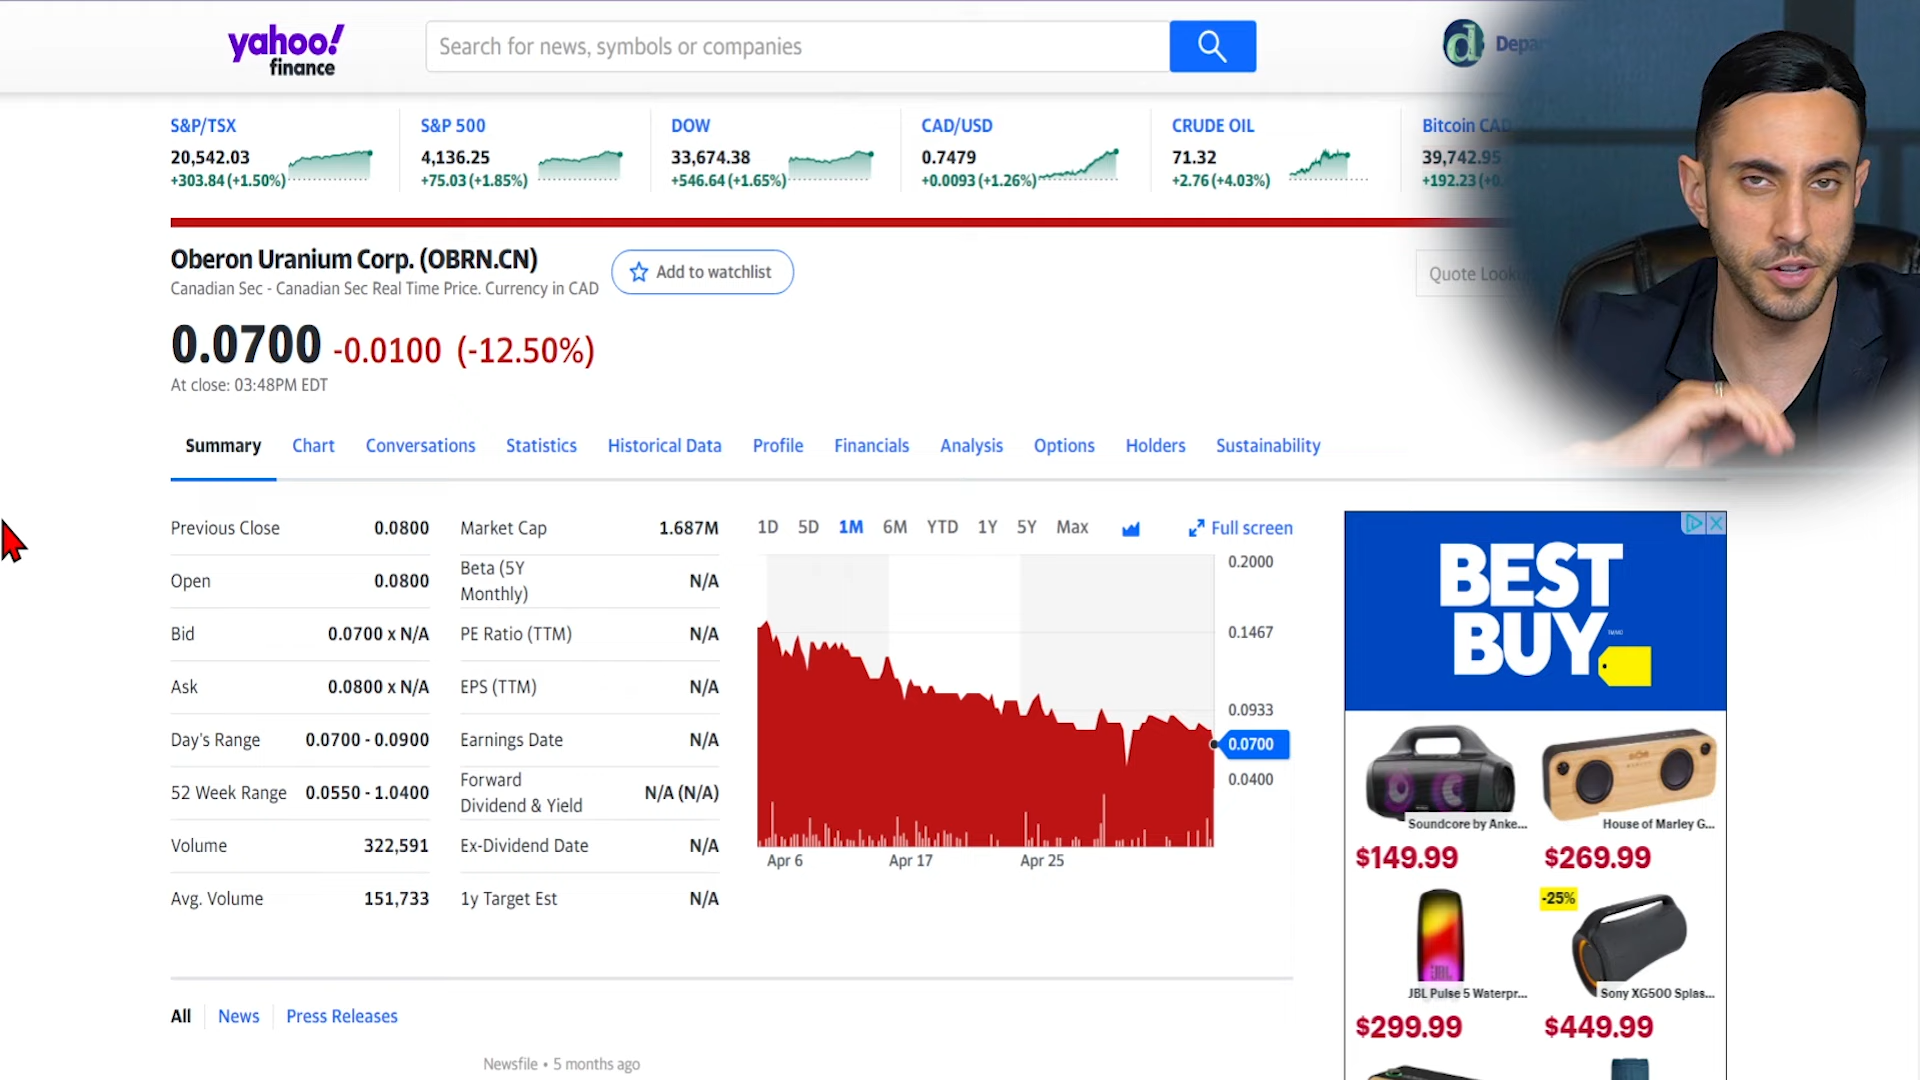 yahoo!
finance
Search for news, symbols or companies
S&P/TSX
20,542.03
+303.84 (+1.50%)
S&P 500
4,136.25
+75.03 (+1.85%)
DOW
33,674.38
+546.64 (+1.65%)
CAD/USD
0.7479
+0.0093 (+1.26%)
CRUDE OIL
71.32
+2.76 (+4.03%)
Bitcoin CAD
39,742.95
+192.23
Oberon Uranium Corp. (OBRN.CN)
Add to watchlist
Canadian Sec - Canadian Sec Real Time Price. Currency in CAD
Quote
0.0700 -0.0100 (-12.50%)
At close: 03:48PM EDT
Summary Chart Conversations Statistics Historical Data Profile Financials Analysis Options Holders Sustainability
Previous Close 0.0800
Open 0.0800
Bid 0.0700 x N/A
Ask 0.0800 x N/A
Day's Range 0.0700 - 0.0900
52 Week Range 0.0550 - 1.0400
Volume 322,591
Avg. Volume 151,733
Market Cap 1.687M
Beta (5Y
Monthly) N/A
PE Ratio (TTM) N/A
EPS (TTM) N/A
Earnings Date N/A
Forward
Dividend & Yield N/A (N/A)
Ex-Dividend Date N/A
1y Target Est N/A
1D 5D 1M 6M YTD 1Y 5Y Max Full screen
0.2000
0.1467
0.0933
0.0700
0.0400
Apr 6 Apr 17 Apr 25
BEST
BUY
Soundcore by Anke...
$149.99
House of Marley G...
$269.99
JBL
JBL Pulse 5 Waterpr...
$299.99
-25%
Sony XG500 Splas...
$449.99
All News Press Releases
Newsfile • 5 months ago